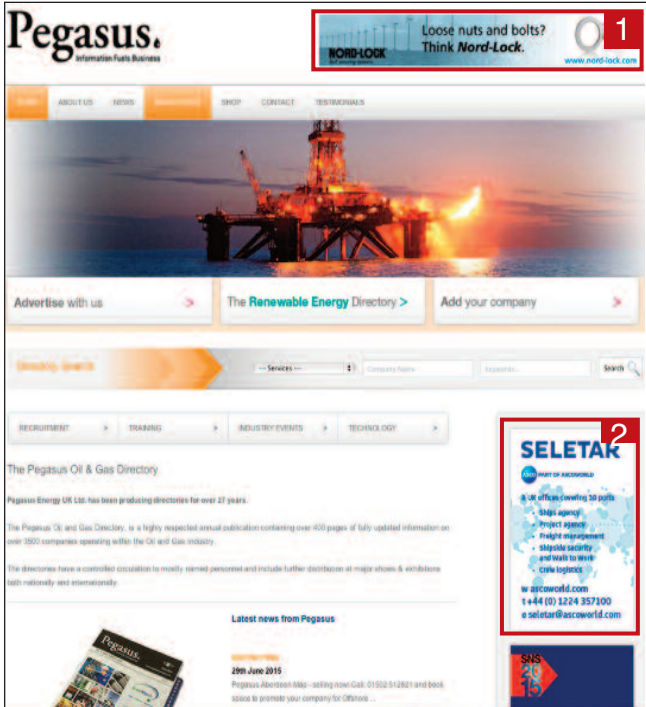 Pegasus.
Information Fuels Business
Loose nuts and bolts?
Think Nord-Lock.
NORD-LOCK
www.nord-lock.com
1
ABOUT US NEWS SHOP CONTACT TESTIMONIALS
Advertise with us >
The Renewable Energy Directory >
Add your company >
Directory Search
--- Services ---
Company Name
Keywords...
Search
RECRUITMENT >
TRAINING >
INDUSTRY EVENTS >
TECHNOLOGY >
The Pegasus Oil & Gas Directory
Pegasus Energy UK Ltd. has been producing directories for over 27 years.
The Pegasus Oil and Gas Directory, is a highly respected annual publication containing over 400 pages of fully updated information on
over 3500 companies operating within the Oil and Gas industry.
The directories have a controlled circulation to mostly named personnel and include further distribution at major shows & exhibitions
both nationally and internationally.
Latest news from Pegasus
29th June 2015
Pegasus Aberdeen Map - selling now! Call: 01502 512821 and book
space to promote your company for Offshore ...
Pegasus.
2
SELETAR
ASCO PART OF ASCOWORLD
UK offices covering 30 ports
• Ships agency
• Project agency
• Freight management
• Shipside security
and Walk to Work
• Crew logistics
w ascoworld.com
t +44 (0) 1224 357100
e seletar@ascoworld.com
SNS
20
15